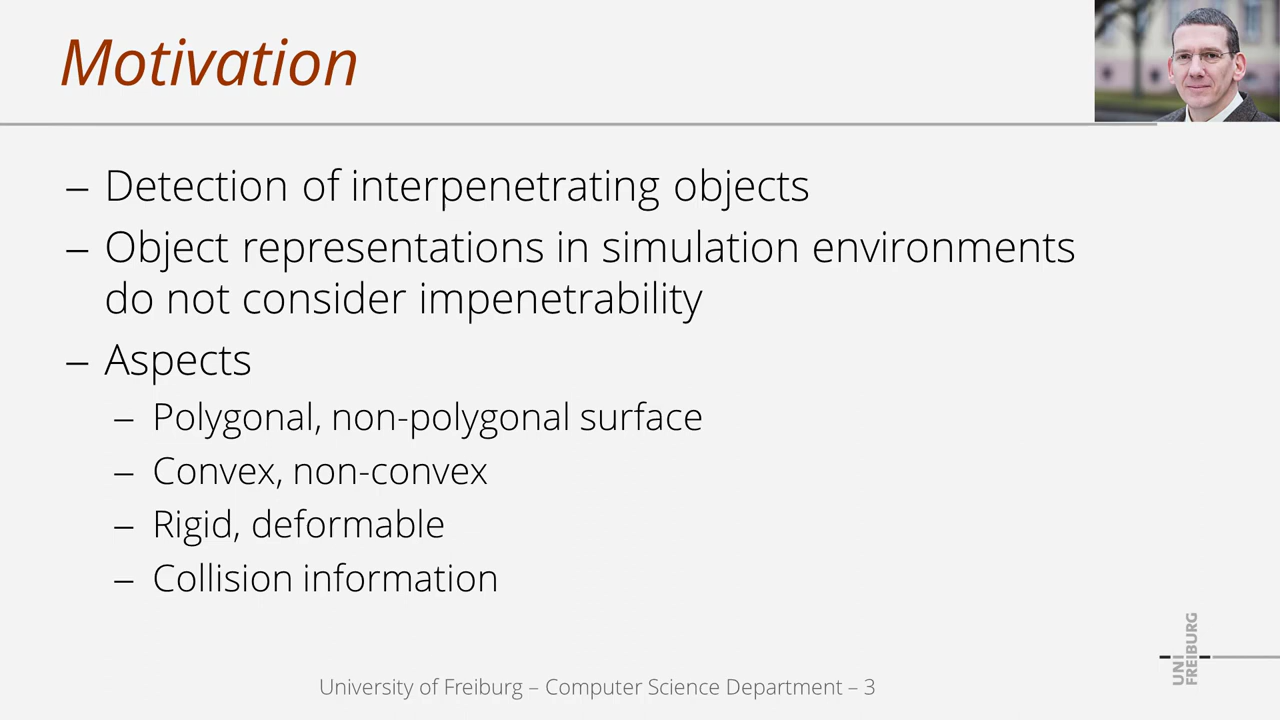 Motivation
– Detection of interpenetrating objects
– Object representations in simulation environments
do not consider impenetrability
– Aspects
– Polygonal, non-polygonal surface
– Convex, non-convex
– Rigid, deformable
– Collision information
University of Freiburg – Computer Science Department – 3
UNI
FREIBURG